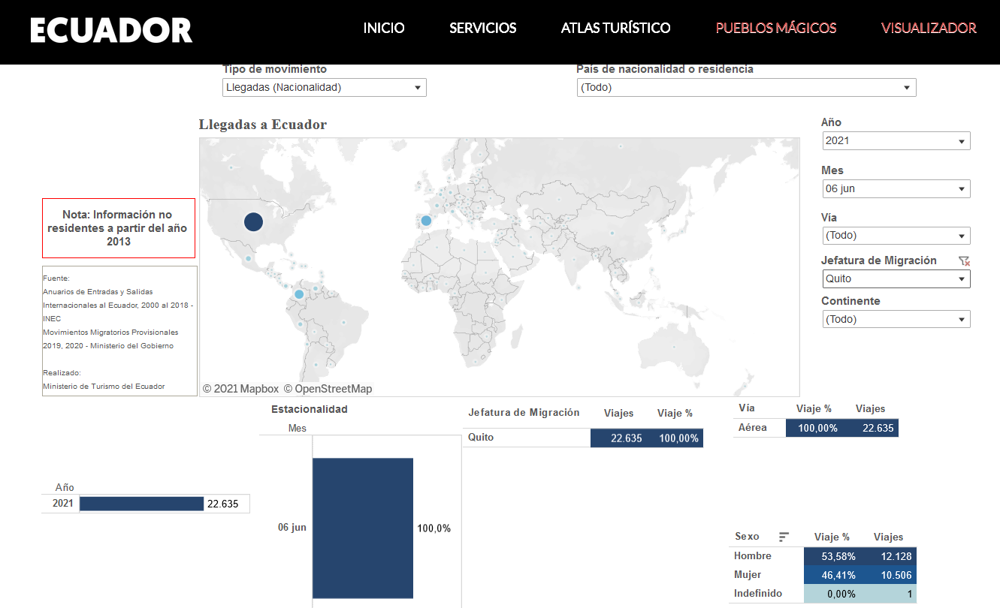 ECUADOR
INICIO
SERVICIOS
ATLAS TURÍSTICO
PUEBLOS MÁGICOS
VISUALIZADOR
Tipo de movimiento
País de nacionalidad o residencia
Llegadas (Nacionalidad)
(Todo)
Llegadas a Ecuador
Año
2021
Mes
06 jun
Vía
(Todo)
Jefatura de Migración
Quito
Continente
(Todo)
Nota: Información no
residentes a partir del año
2013
Fuente:
Anuarios de Entradas y Salidas
Internacionales al Ecuador, 2000 al 2018 -
INEC
Movimientos Migratorios Provisionales
2019, 2020 - Ministerio del Gobierno
Realizado:
Ministerio de Turismo del Ecuador
© 2021 Mapbox © OpenStreetMap
Año
2021 22.635
Estacionalidad
Mes
06 jun 100,0%
Jefatura de Migración Viajes Viaje %
Quito 22.635 100,00%
Vía Viaje % Viajes
Aérea 100,00% 22.635
Sexo Viaje % Viajes
Hombre 53,58% 12.128
Mujer 46,41% 10.506
Indefinido 0,00% 1